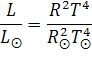 L/L☉ = R²T⁴/R☉²T☉⁴